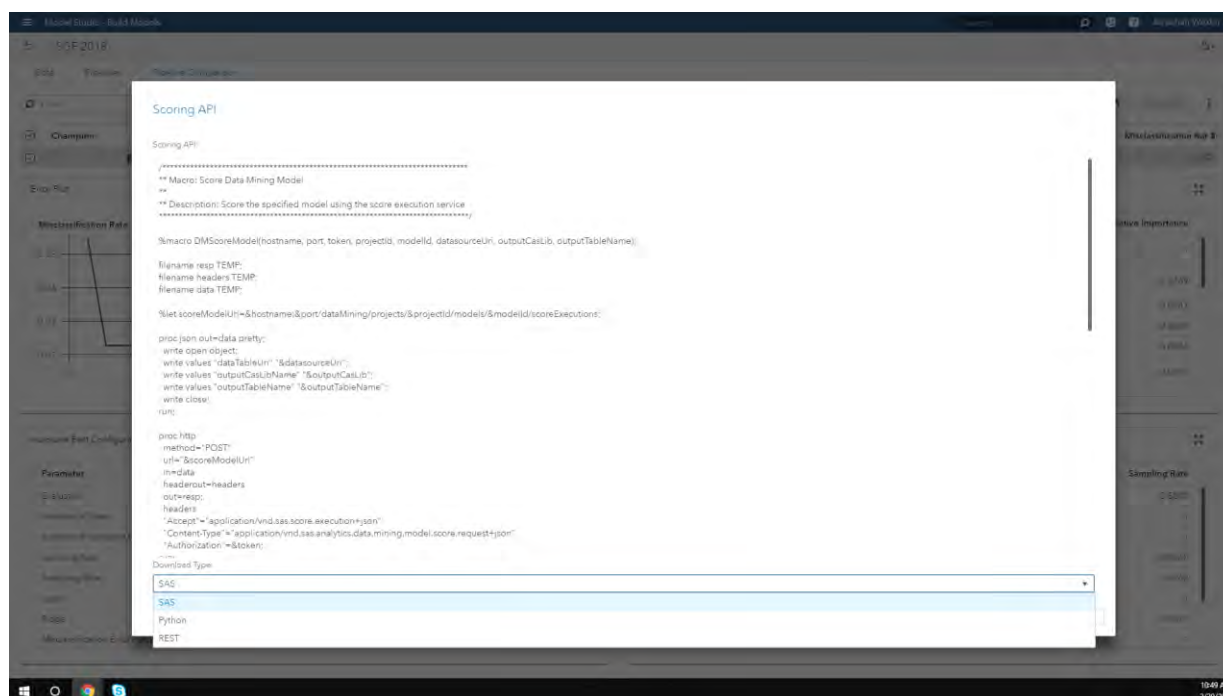 Model Studio - Build Models
SGF 2018
Data
Pipelines
Pipeline Comparison
Champion
Misclassification Rat
Error Plot
Misclassification Rate
Importance
Scoring API
Scoring API:
/****************************************************************************
** Macro: Score Data Mining Model
**
** Description: Score the specified model using the score execution service
****************************************************************************/
%macro DMScoreModel(hostname, port, token, projectId, modelId, datasourceUri, outputCasLib, outputTableName);
filename resp TEMP;
filename headers TEMP;
filename data TEMP;
%let scoreModelUri=&hostname:&port/dataMining/projects/&projectId/models/&modelId/scoreExecutions;
proc json out=data pretty;
write open object;
write values "dataTableUri" "&datasourceUri";
write values "outputCasLibName" "&outputCasLib";
write values "outputTableName" "&outputTableName";
write close;
run;
proc http
method="POST"
url="&scoreModelUri"
in=data
headerout=headers
out=resp;
headers
"Accept"="application/vnd.sas.score.execution+json"
"Content-Type"="application/vnd.sas.analytics.data.mining.model.score.request+json"
"Authorization"=&token;
Download Type:
SAS
SAS
Python
REST
Parameter
Sampling Rate
10:49 A